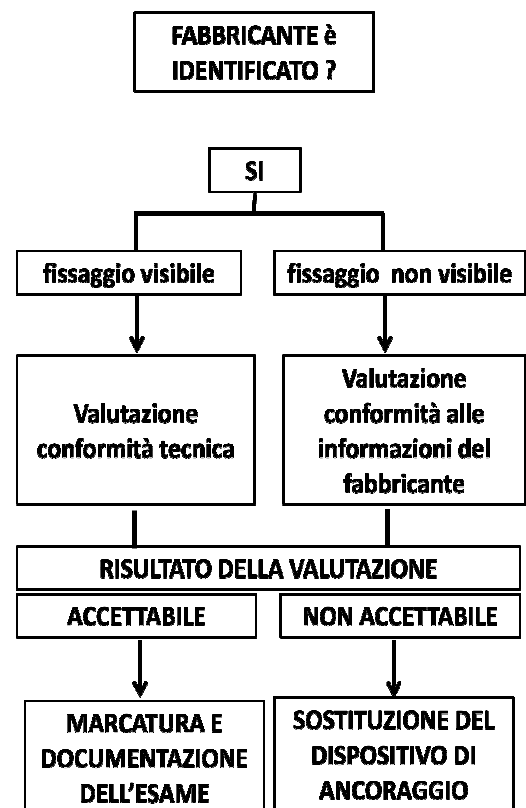 FABBRICANTE è
IDENTIFICATO ?
SI
fissaggio visibile
fissaggio non visibile
Valutazione
conformità tecnica
Valutazione
conformità alle
informazioni del
fabbricante
RISULTATO DELLA VALUTAZIONE
ACCETTABILE
NON ACCETTABILE
MARCATURA E
DOCUMENTAZIONE
DELL'ESAME
SOSTITUZIONE DEL
DISPOSITIVO DI
ANCORAGGIO